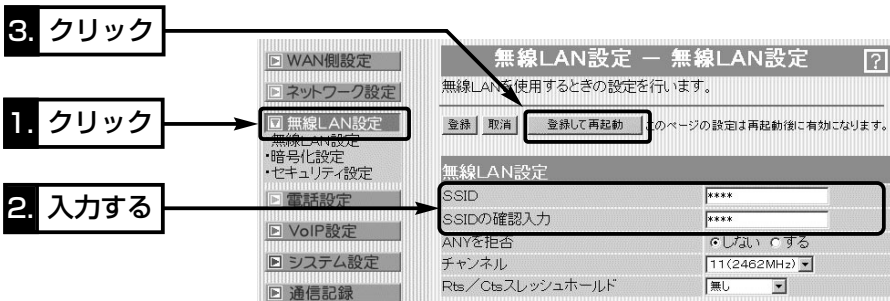 3. クリック
1. クリック
2. 入力する
WAN側設定
ネットワーク設定
無線LAN設定
無線LAN設定
・暗号化設定
・セキュリティ設定
電話設定
VoIP設定
システム設定
通信記録
無線LAN設定 － 無線LAN設定 ?
無線LANを使用するときの設定を行います。
登録 取消 登録して再起動 このページの設定は再起動後に有効になります。
無線LAN設定
SSID ****
SSIDの確認入力 ****
ANYを拒否 しない する
チャンネル 11(2462MHz)
Rts／Ctsスレッシュホールド 無し